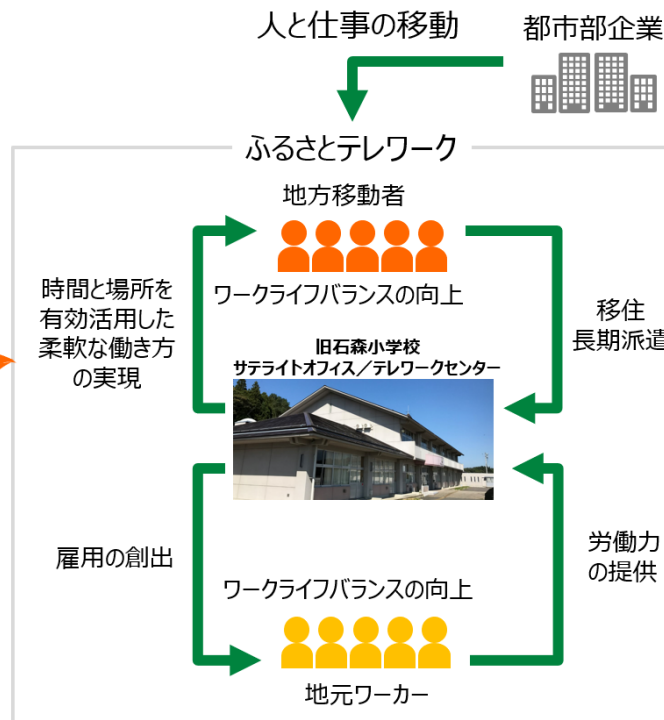 人と仕事の移動
都市部企業
ふるさとテレワーク
地方移動者
ワークライフバランスの向上
時間と場所を
有効活用した
柔軟な働き方
の実現
移住
長期派遣
旧石森小学校
サテライトオフィス／テレワークセンター
雇用の創出
労働力
の提供
ワークライフバランスの向上
地元ワーカー